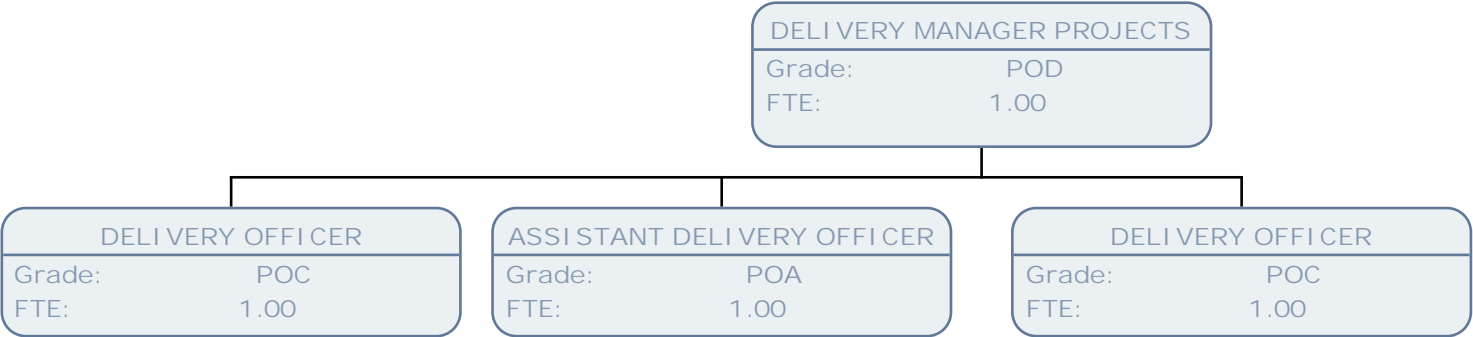 DELIVERY MANAGER PROJECTS
Grade: POD
FTE: 1.00
DELIVERY OFFICER
Grade: POC
FTE: 1.00
ASSISTANT DELIVERY OFFICER
Grade: POA
FTE: 1.00
DELIVERY OFFICER
Grade: POC
FTE: 1.00